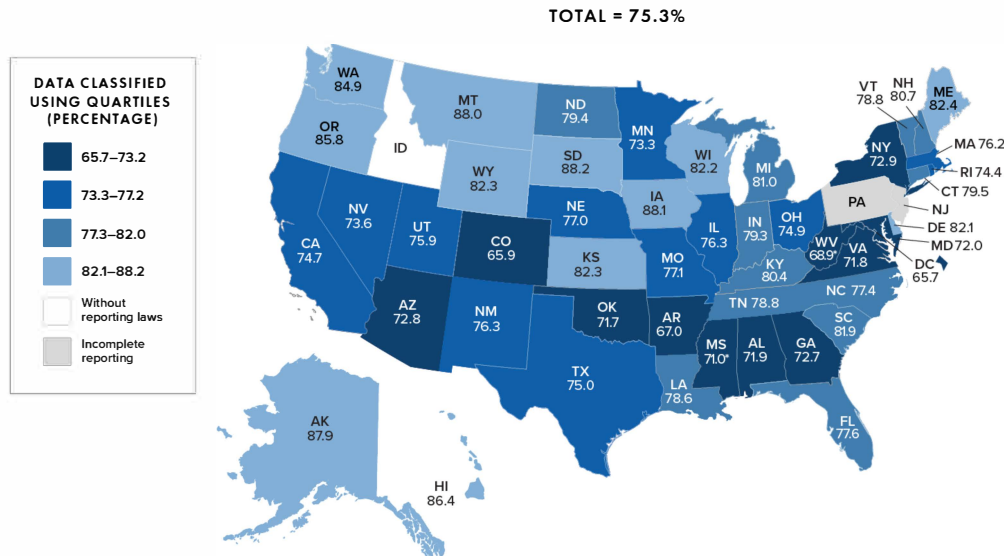 TOTAL = 75.3%
DATA CLASSIFIED
USING QUARTILES
(PERCENTAGE)
65.7–73.2
73.3–77.2
77.3–82.0
82.1–88.2
Without
reporting laws
Incomplete
reporting
WA
84.9
OR
85.8
ID
MT
88.0
WY
82.3
ND
79.4
SD
88.2
NE
77.0
KS
82.3
MN
73.3
IA
88.1
WI
82.2
MI
81.0
IL
76.3
IN
79.3
OH
74.9
MO
77.1
KY
80.4
CA
74.7
NV
73.6
UT
75.9
CO
65.9
AZ
72.8
NM
76.3
OK
71.7
TX
75.0
AR
67.0
LA
78.6
MS
71.0*
AL
71.9
GA
72.7
FL
77.6
TN 78.8
NC 77.4
SC
81.9
WV
68.9*
VA
71.8
PA
NY
72.9
VT
78.8
NH
80.7
ME
82.4
MA 76.2
RI 74.4
CT 79.5
NJ
DE 82.1
MD 72.0
DC
65.7
AK
87.9
HI
86.4